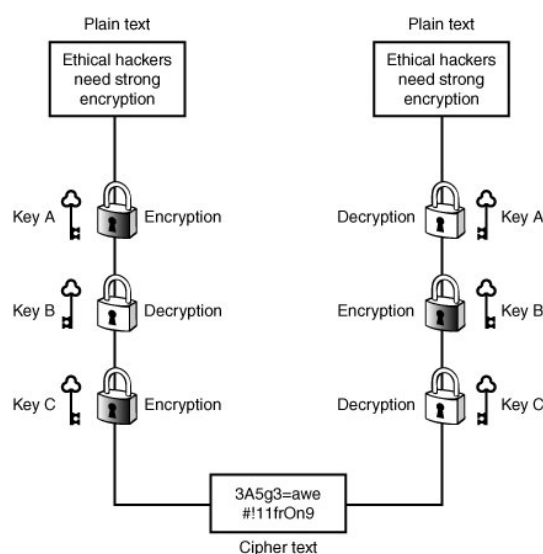 Plain text
Ethical hackers
need strong
encryption
Key A
Encryption
Key B
Decryption
Key C
Encryption
Plain text
Ethical hackers
need strong
encryption
Decryption
Key A
Encryption
Key B
Decryption
Key C
3A5g3=awe
#!11frOn9
Cipher text